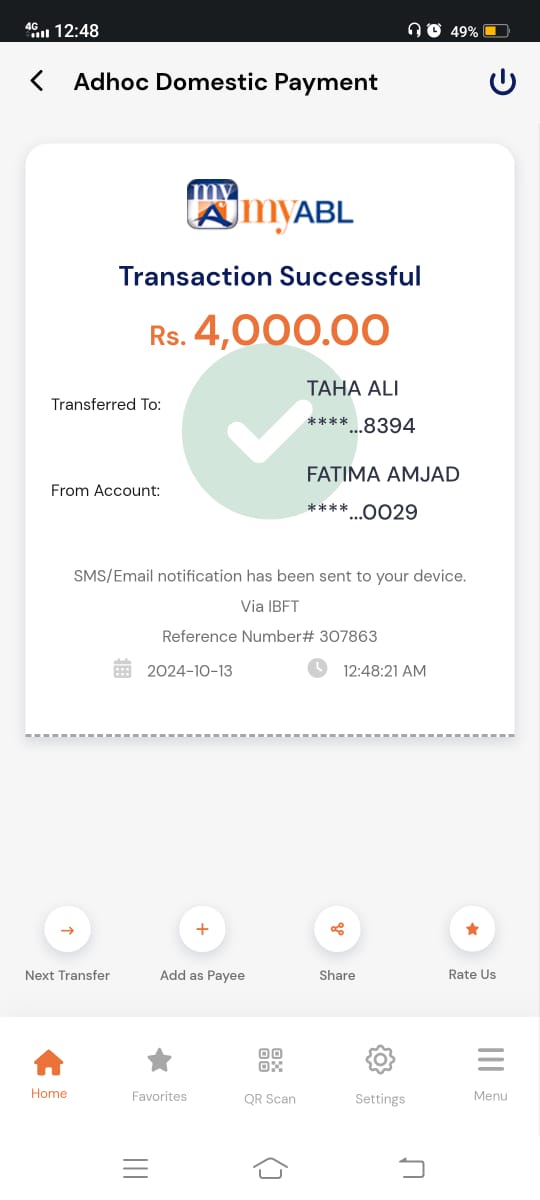 4G 12:48 49%
Adhoc Domestic Payment
my A myABL
Transaction Successful
Rs. 4,000.00
Transferred To: TAHA ALI
****...8394
From Account: FATIMA AMJAD
****...0029
SMS/Email notification has been sent to your device.
Via IBFT
Reference Number# 307863
2024-10-13 12:48:21 AM
Next Transfer Add as Payee Share Rate Us
Home Favorites QR Scan Settings Menu